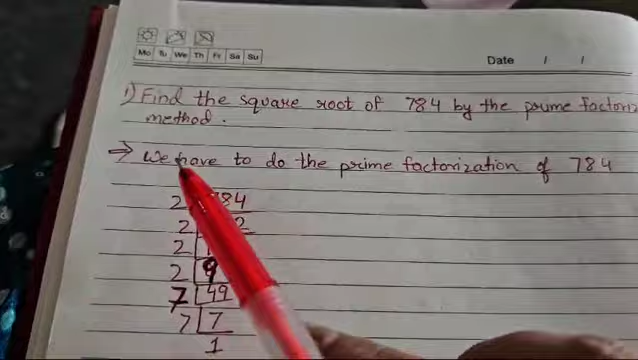 Mo Tu We Th Fr Sa Su
Date / /
1) Find the square root of 784 by the prime
method.
→ We have to do the prime factorization of 784
2
2
2
2
7 49
7 7
1